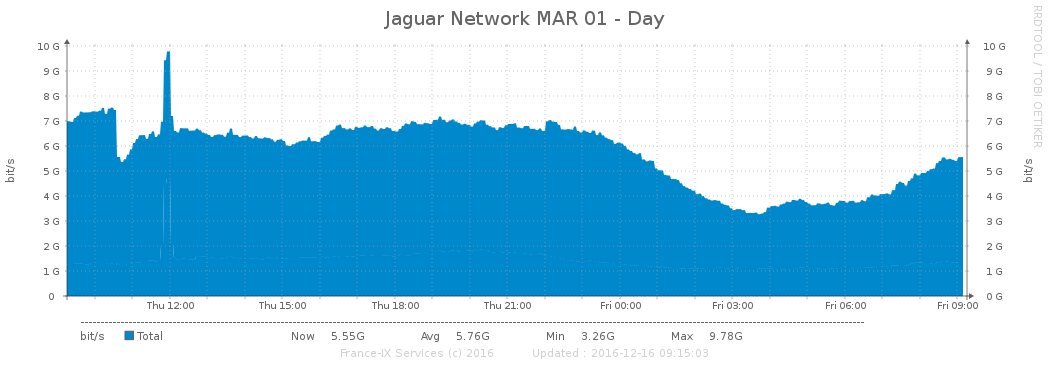 Jaguar Network MAR 01 - Day
RRDTOOL / TOBI OETIKER
bit/s
10 G
9 G
8 G
7 G
6 G
5 G
4 G
3 G
2 G
1 G
0
10 G
9 G
8 G
7 G
6 G
5 G
4 G
3 G
2 G
1 G
0 G
bit/s
Thu 12:00 Thu 15:00 Thu 18:00 Thu 21:00 Fri 00:00 Fri 03:00 Fri 06:00 Fri 09:00
bit/s Total Now 5.55G Avg 5.76G Min 3.26G Max 9.78G
France-IX Services (c) 2016 Updated : 2016-12-16 09:15:03